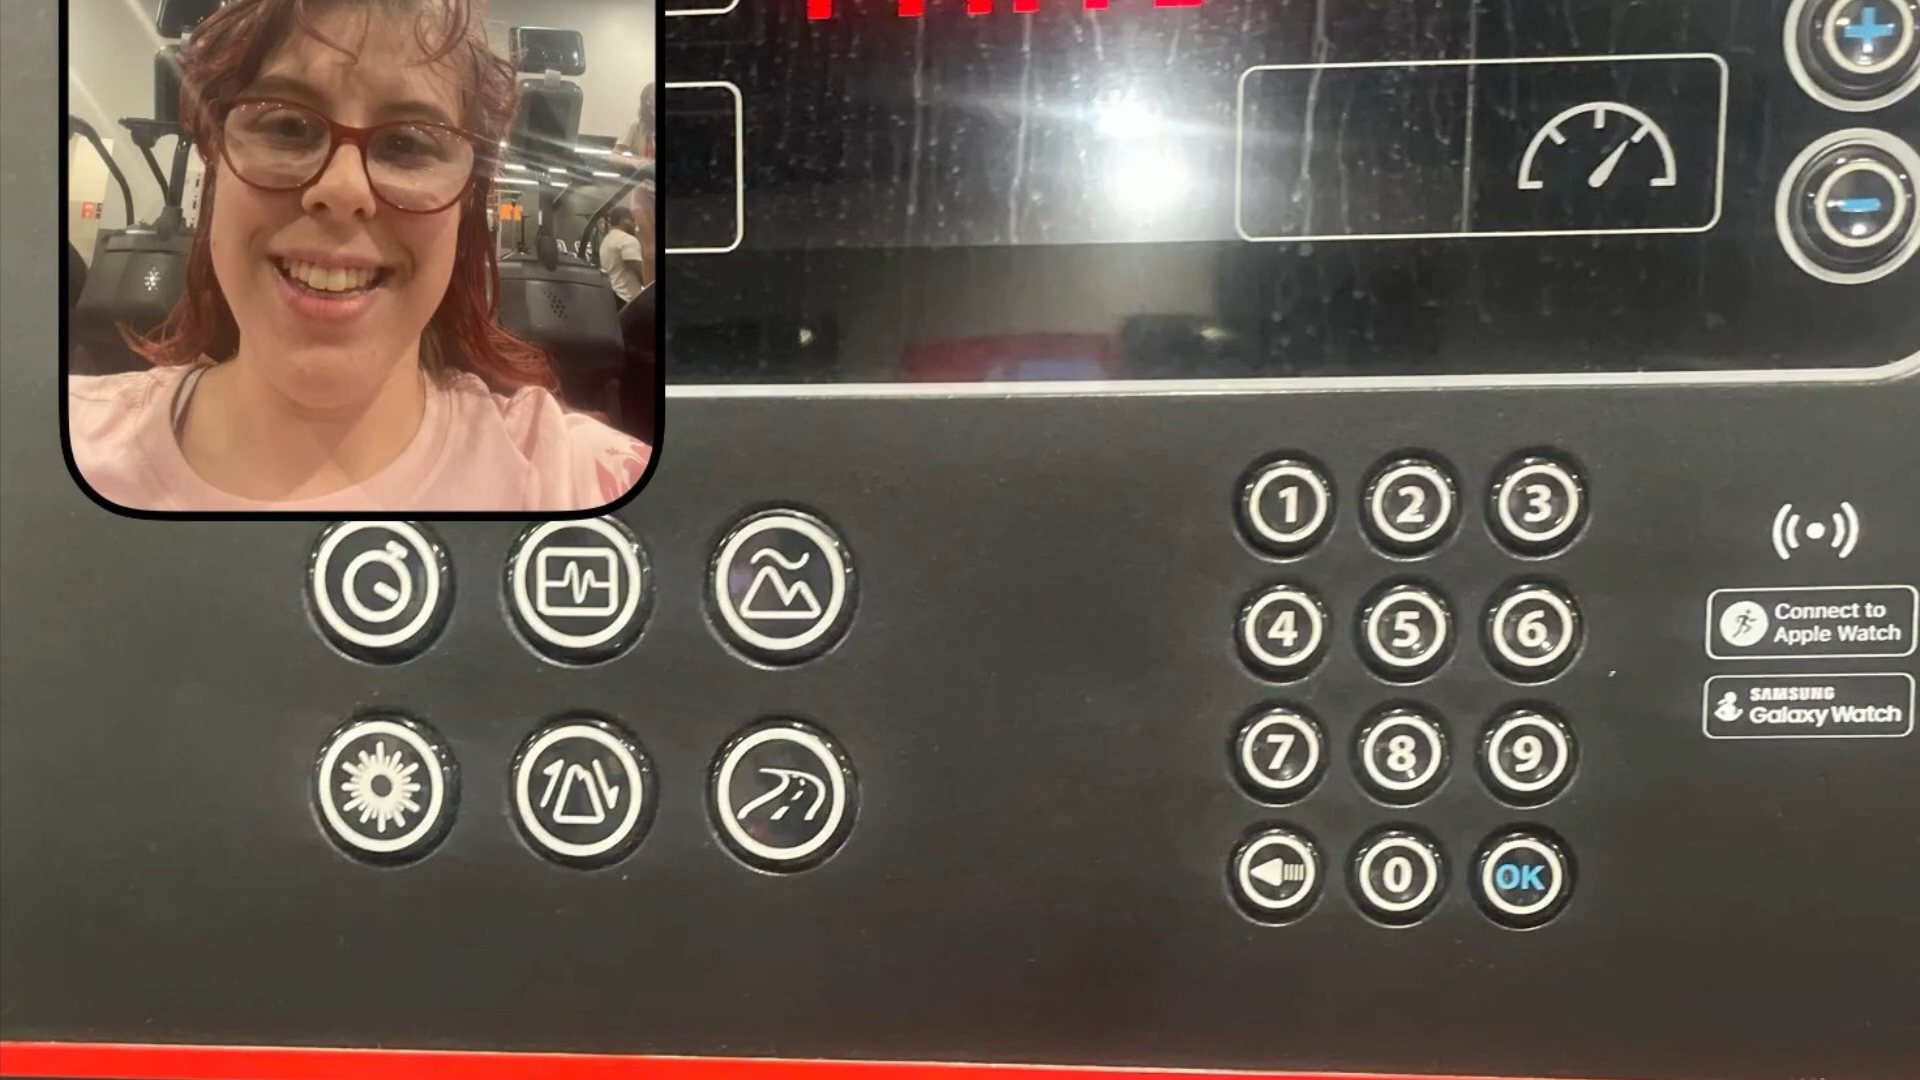 1 2 3
4 5 6
7 8 9
0 OK
Connect to
Apple Watch
SAMSUNG
Galaxy Watch